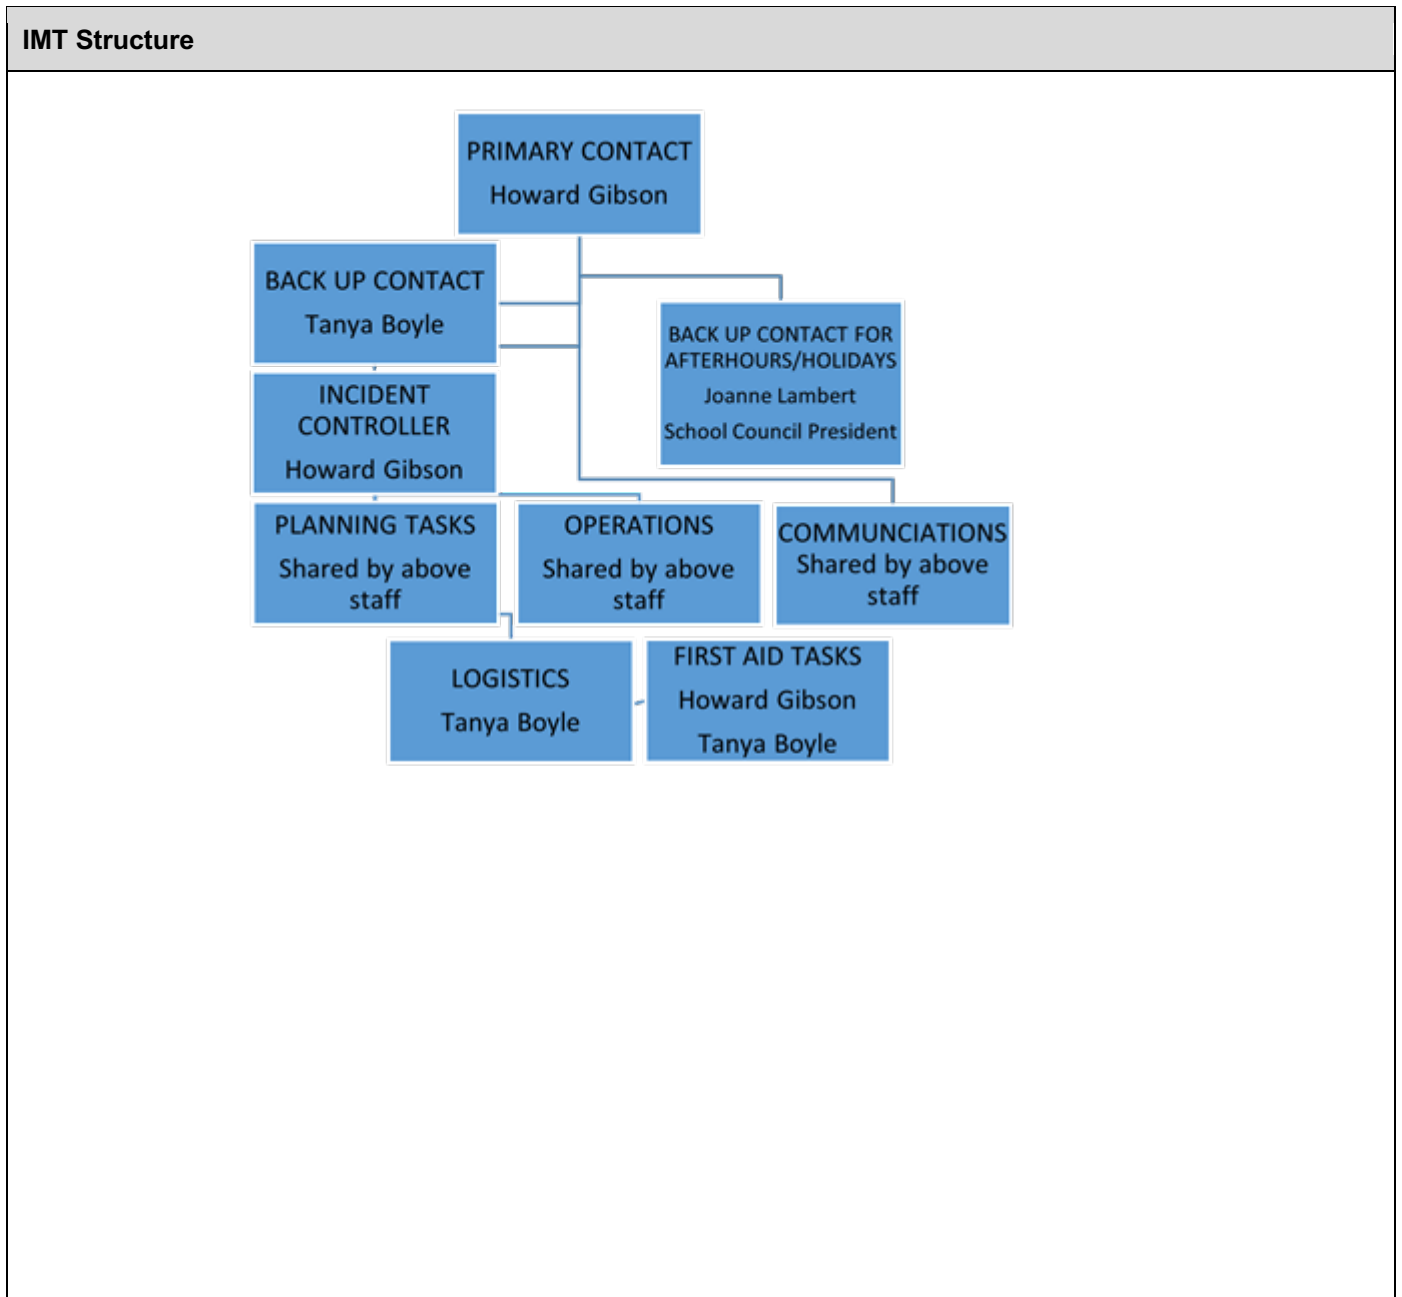 IMT Structure
PRIMARY CONTACT
Howard Gibson
BACK UP CONTACT
Tanya Boyle
BACK UP CONTACT FOR
AFTERHOURS/HOLIDAYS
Joanne Lambert
School Council President
INCIDENT
CONTROLLER
Howard Gibson
PLANNING TASKS
Shared by above
staff
OPERATIONS
Shared by above
staff
COMMUNCIATIONS
Shared by above
staff
LOGISTICS
Tanya Boyle
FIRST AID TASKS
Howard Gibson
Tanya Boyle